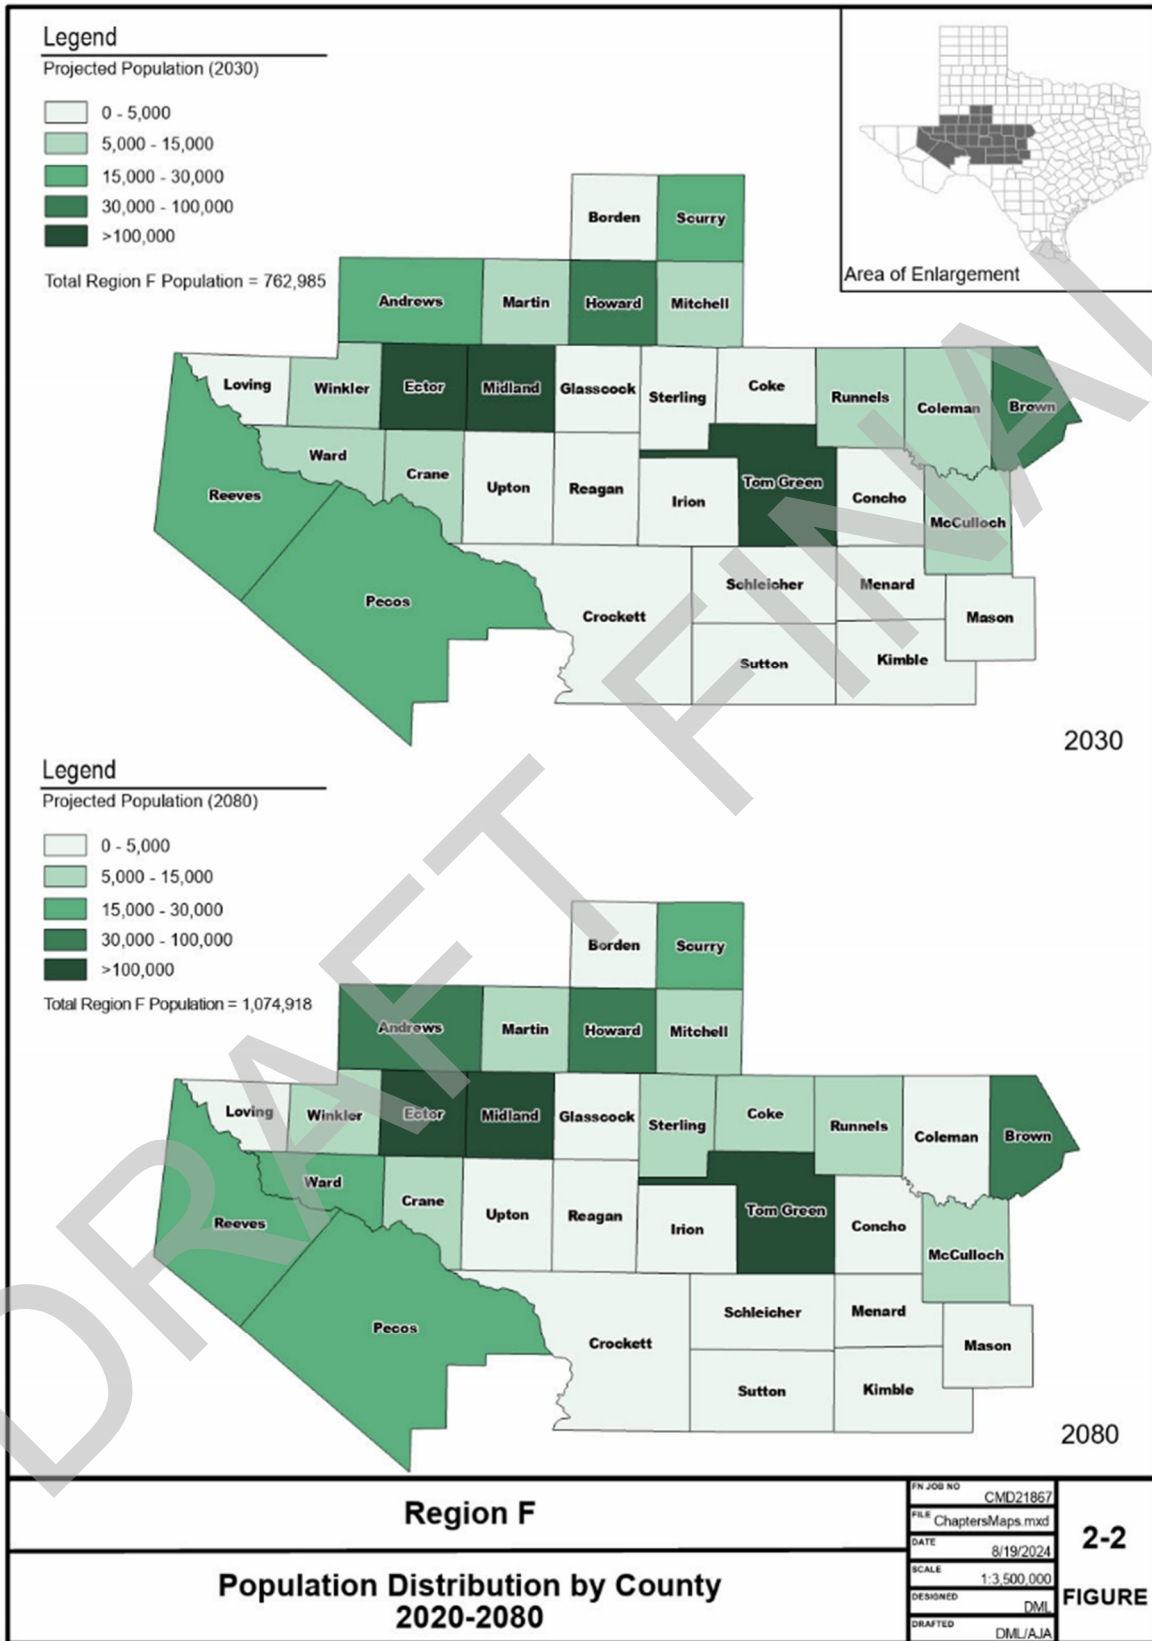 Legend
Projected Population (2030)
0 - 5,000
5,000 - 15,000
15,000 - 30,000
30,000 - 100,000
>100,000
Total Region F Population = 762,985
Area of Enlargement
Borden
Scurry
Andrews
Martin
Howard
Mitchell
Loving
Winkler
Ector
Midland
Glasscock
Sterling
Coke
Runnels
Coleman
Brown
Ward
Crane
Reeves
Upton
Reagan
Irion
Tom Green
Concho
McCulloch
Pecos
Crockett
Schleicher
Menard
Mason
Sutton
Kimble
2030
Legend
Projected Population (2080)
0 - 5,000
5,000 - 15,000
15,000 - 30,000
30,000 - 100,000
>100,000
Total Region F Population = 1,074,918
Borden
Scurry
Andrews
Martin
Howard
Mitchell
Loving
Winkler
Ector
Midland
Glasscock
Sterling
Coke
Runnels
Coleman
Brown
Ward
Crane
Reeves
Upton
Reagan
Irion
Tom Green
Concho
McCulloch
Pecos
Crockett
Schleicher
Menard
Mason
Sutton
Kimble
2080
DRAFT FINAL
Region F
Population Distribution by County
2020-2080
FN JOB NO
CMD21867
FILE
ChaptersMaps.mxd
DATE
8/19/2024
SCALE
1:3,500,000
DESIGNED
DML
DRAFTED
DML/AJA
2-2
FIGURE